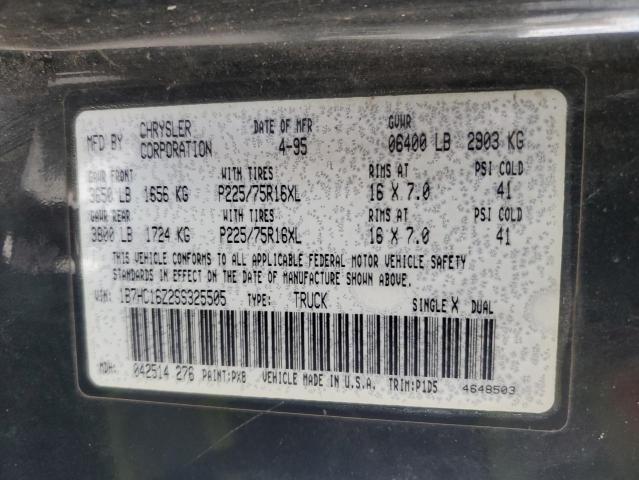 MFD BY CHRYSLER CORPORATION DATE OF MFR 4-95 GVWR 06400 LB 2903 KG
GAWR FRONT WITH TIRES RIMS AT PSI COLD
3650 LB 1656 KG P225/75R16XL 16 X 7.0 41
GAWR REAR WITH TIRES RIMS AT PSI COLD
3800 LB 1724 KG P225/75R16XL 16 X 7.0 41
THIS VEHICLE CONFORMS TO ALL APPLICABLE FEDERAL MOTOR VEHICLE SAFETY
STANDARDS IN EFFECT ON THE DATE OF MANUFACTURE SHOWN ABOVE.
VIN: 1B7HC16Z2SS325505 TYPE: TRUCK SINGLE X DUAL
MDH: 042514 276 PAINT:PX8 VEHICLE MADE IN U.S.A. TRIM:P1D5 4648503